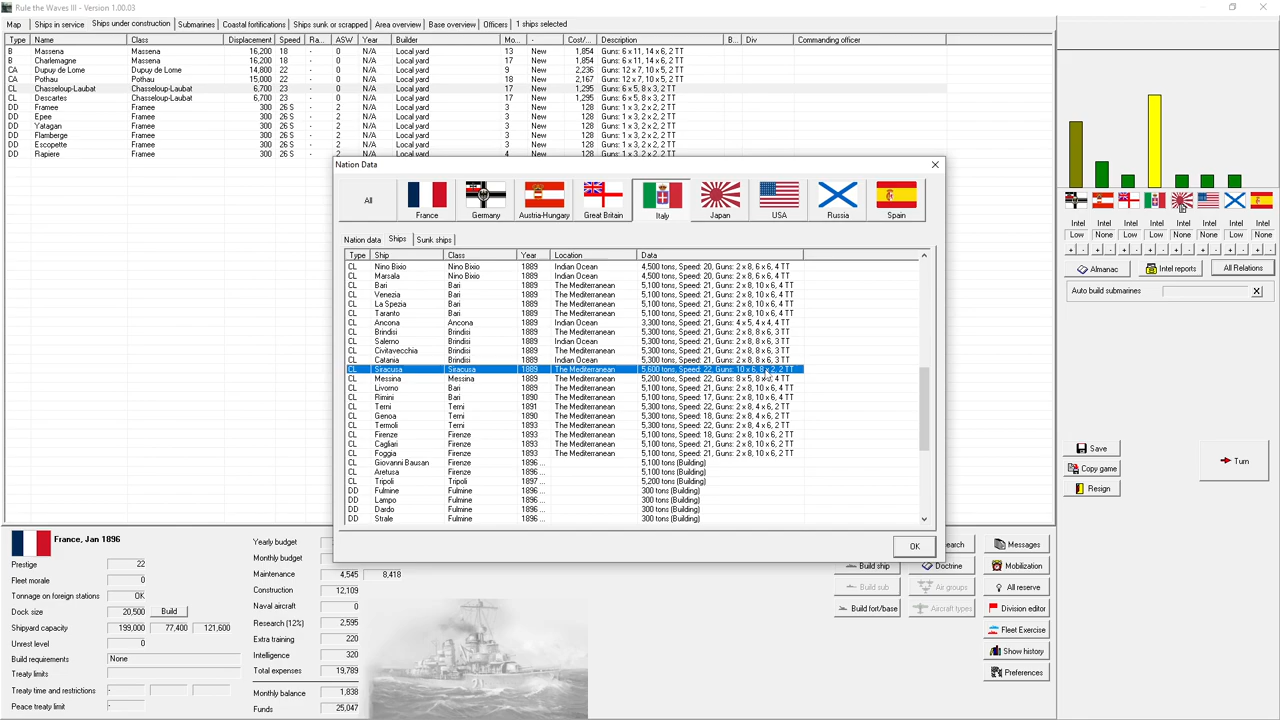 Rule the Waves III - Version 1.00.03
Map Ships in service Ships under construction Submarines Coastal fortifications Ships sunk or scrapped Area overview Base overview Officers 1 ships selected
Type Name Class Displacement Speed Ra... ASW Year Builder Mo... - Cost/... Description B... Div Commanding officer
B Massena Massena 16,200 18 - 0 N/A Local yard 13 New 1,854 Guns: 6 x 11, 14 x 6, 2 TT
B Charlemagne Massena 16,200 18 - 0 N/A Local yard 17 New 1,854 Guns: 6 x 11, 14 x 6, 2 TT
CA Dupuy de Lome Dupuy de Lome 14,800 22 - 0 N/A Local yard 9 New 2,236 Guns: 12 x 7, 10 x 5, 2 TT
CA Pothau Pothau 15,000 22 - 0 N/A Local yard 18 New 2,167 Guns: 12 x 7, 10 x 5, 2 TT
CL Chasseloup-Laubat Chasseloup-Laubat 6,700 23 - 0 N/A Local yard 17 New 1,295 Guns: 6 x 5, 8 x 3, 2 TT
CL Descartes Chasseloup-Laubat 6,700 23 - 0 N/A Local yard 17 New 1,295 Guns: 6 x 5, 8 x 3, 2 TT
DD Framee Framee 300 26 S - 2 N/A Local yard 3 New 128 Guns: 1 x 3, 2 x 2, 2 TT
DD Epee Framee 300 26 S - 2 N/A Local yard 3 New 128 Guns: 1 x 3, 2 x 2, 2 TT
DD Yatagan Framee 300 26 S - 2 N/A Local yard 3 New 128 Guns: 1 x 3, 2 x 2, 2 TT
DD Flamberge Framee 300 26 S - 2 N/A Local yard 3 New 128 Guns: 1 x 3, 2 x 2, 2 TT
DD Escopette Framee 300 26 S - 2 N/A Local yard 3 New 128 Guns: 1 x 3, 2 x 2, 2 TT
DD Rapiere Framee 300 26 S - 2 N/A Local yard 4 New 128 Guns: 1 x 3, 2 x 2, 2 TT
Nation Data
All France Germany Austria-Hungary Great Britain Italy Japan USA Russia Spain
Nation data Ships Sunk ships
Type Ship Class Year Location Data
CL Nino Bixio Nino Bixio 1889 Indian Ocean 4,500 tons, Speed: 20, Guns: 2 x 8, 6 x 6, 4 TT
CL Marsala Nino Bixio 1889 Indian Ocean 4,500 tons, Speed: 20, Guns: 2 x 8, 6 x 6, 4 TT
CL Bari Bari 1889 The Mediterranean 5,100 tons, Speed: 21, Guns: 2 x 8, 10 x 6, 4 TT
CL Venezia Bari 1889 The Mediterranean 5,100 tons, Speed: 21, Guns: 2 x 8, 10 x 6, 4 TT
CL La Spezia Bari 1889 The Mediterranean 5,100 tons, Speed: 21, Guns: 2 x 8, 10 x 6, 4 TT
CL Taranto Bari 1889 The Mediterranean 5,100 tons, Speed: 21, Guns: 2 x 8, 10 x 6, 4 TT
CL Ancona Ancona 1889 Indian Ocean 3,300 tons, Speed: 21, Guns: 4 x 5, 4 x 4, 4 TT
CL Brindisi Brindisi 1889 The Mediterranean 5,300 tons, Speed: 21, Guns: 2 x 8, 8 x 6, 3 TT
CL Salerno Brindisi 1889 Indian Ocean 5,300 tons, Speed: 21, Guns: 2 x 8, 8 x 6, 3 TT
CL Civitavecchia Brindisi 1889 The Mediterranean 5,300 tons, Speed: 21, Guns: 2 x 8, 8 x 6, 3 TT
CL Catania Brindisi 1889 Indian Ocean 5,300 tons, Speed: 21, Guns: 2 x 8, 8 x 6, 3 TT
CL Siracusa Siracusa 1889 The Mediterranean 5,600 tons, Speed: 22, Guns: 10 x 6, 8 x 2, 2 TT
CL Messina Messina 1889 The Mediterranean 5,200 tons, Speed: 22, Guns: 8 x 5, 8 x 4 TT
CL Livorno Bari 1889 The Mediterranean 5,100 tons, Speed: 21, Guns: 2 x 8, 10 x 6, 4 TT
CL Rimini Bari 1890 The Mediterranean 5,100 tons, Speed: 17, Guns: 2 x 8, 10 x 6, 4 TT
CL Terni Terni 1891 The Mediterranean 5,300 tons, Speed: 22, Guns: 2 x 8, 4 x 6, 2 TT
CL Genoa Terni 1890 The Mediterranean 5,300 tons, Speed: 18, Guns: 2 x 8, 4 x 6, 2 TT
CL Termoli Terni 1893 The Mediterranean 5,300 tons, Speed: 22, Guns: 2 x 8, 4 x 6, 2 TT
CL Firenze Firenze 1893 The Mediterranean 5,100 tons, Speed: 18, Guns: 2 x 8, 10 x 6, 2 TT
CL Cagliari Firenze 1893 The Mediterranean 5,100 tons, Speed: 21, Guns: 2 x 8, 10 x 6, 2 TT
CL Foggia Firenze 1893 The Mediterranean 5,100 tons, Speed: 21, Guns: 2 x 8, 10 x 6, 2 TT
CL Giovanni Bausan Firenze 1896 ... 5,100 tons (Building)
CL Aretusa Firenze 1896 ... 5,100 tons (Building)
CL Tripoli Tripoli 1897 ... 5,200 tons (Building)
DD Fulmine Fulmine 1896 ... 300 tons (Building)
DD Lampo Fulmine 1896 ... 300 tons (Building)
DD Dardo Fulmine 1896 ... 300 tons (Building)
DD Strale Fulmine 1896 ... 300 tons (Building)
OK
Intel Intel Intel Intel Intel Intel Intel Intel
Low None Low Low None None None None
+ - + - + - + - + - + - + - + -
Almanac Intel reports All Relations
Auto build submarines
Save
Copy game
Resign
Turn
France, Jan 1896
Prestige 22
Fleet morale 0
Tonnage on foreign stations OK
Dock size 20,500 Build
Shipyard capacity 199,000 77,400 121,600
Unrest level 0
Build requirements None
Treaty limits
Treaty time and restrictions - 
Peace treaty limit -
Yearly budget
Monthly budget
Maintenance 4,545 8,418
Construction 12,109
Naval aircraft 0
Research (12%) 2,595
Extra training 220
Intelligence 320
Total expenses 19,789
Monthly balance 1,838
Funds 25,047
earch Messages
Build ship Doctrine Mobilization
Build sub Air groups All reserve
Build fort/base Aircraft types Division editor
Fleet Exercise
Show history
Preferences